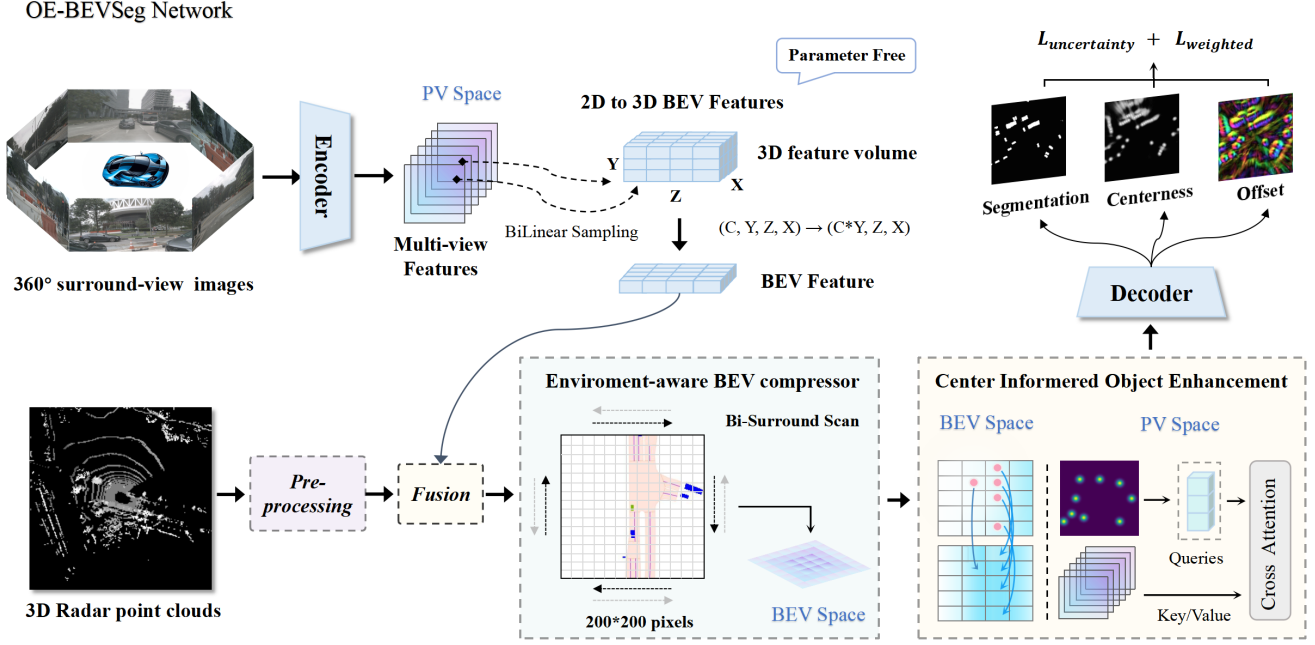 OE-BEVSeg Network
360° surround-view images
Encoder
PV Space
Multi-view
Features
BiLinear Sampling
Parameter Free
2D to 3D BEV Features
3D feature volume
Y
Z
X
(C, Y, Z, X) → (C*Y, Z, X)
BEV Feature
L_uncertainty + L_weighted
Segmentation
Centerness
Offset
Decoder
3D Radar point clouds
Pre-
processing
Fusion
Enviroment-aware BEV compressor
Bi-Surround Scan
200*200 pixels
BEV Space
Center Informered Object Enhancement
BEV Space
PV Space
Queries
Key/Value
Cross Attention